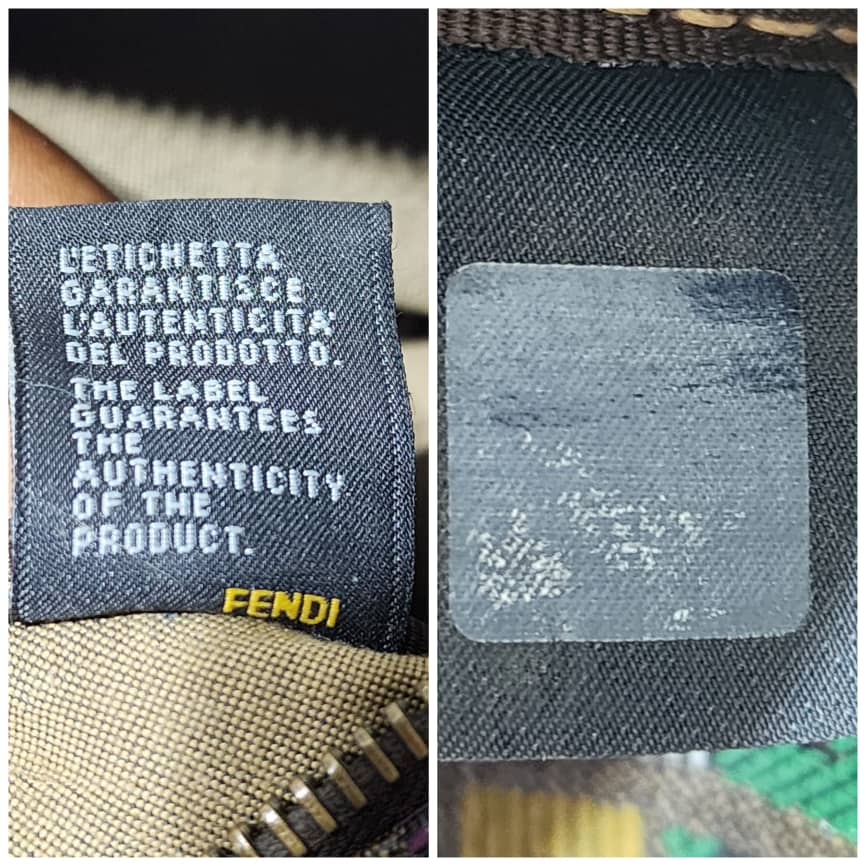 L'ETICHETTA
GARANTISCE
L'AUTENTICITA'
DEL PRODOTTO.
THE LABEL
GUARANTEES
THE
AUTHENTICITY
OF THE
PRODUCT.
FENDI